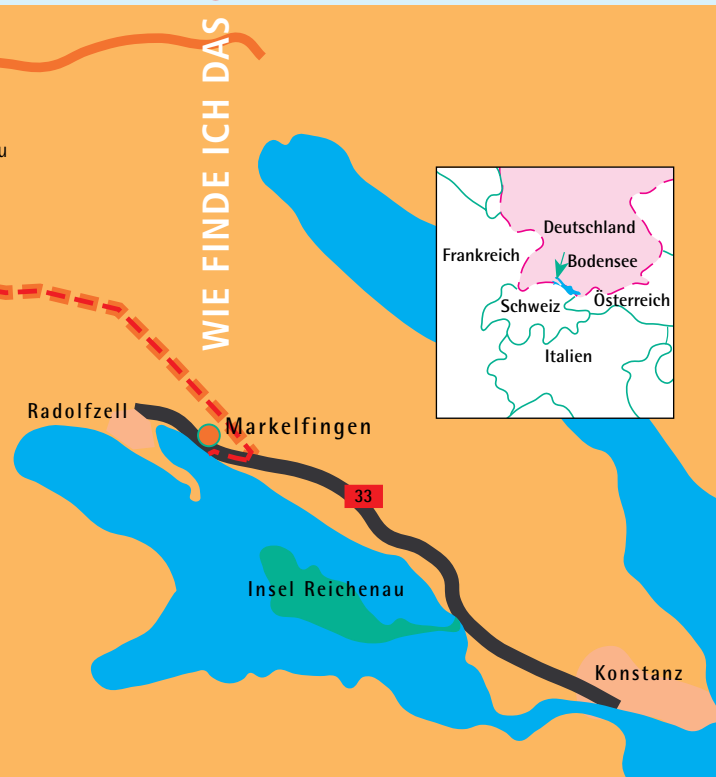 WIE FINDE ICH DAS
u
Deutschland
Frankreich
Bodensee
Schweiz
Österreich
Italien
Radolfzell
Markelfingen
33
Insel Reichenau
Konstanz